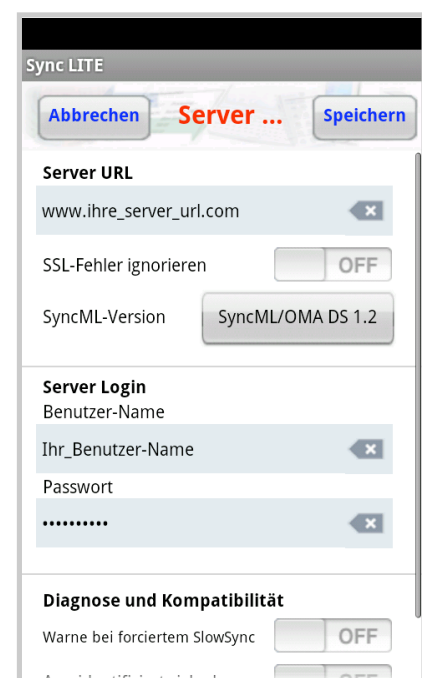 Sync LITE
Abbrechen Server ... Speichern
Server URL
www.ihre_server_url.com
SSL-Fehler ignorieren OFF
SyncML-Version SyncML/OMA DS 1.2
Server Login
Benutzer-Name
Ihr_Benutzer-Name
Passwort
••••••••••
Diagnose und Kompatibilität
Warne bei forciertem SlowSync OFF
OFF